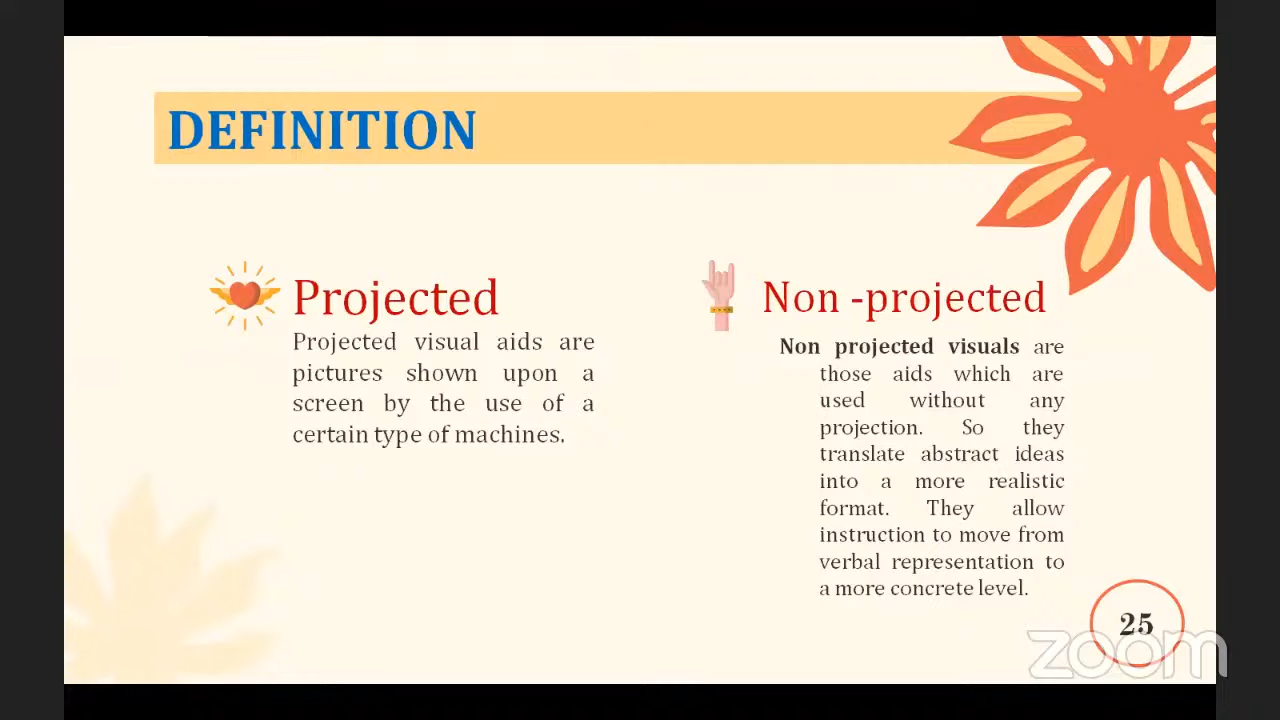 DEFINITION
Projected
Projected visual aids are
pictures shown upon a
screen by the use of a
certain type of machines.
Non -projected
Non projected visuals are
those aids which are
used without any
projection. So they
translate abstract ideas
into a more realistic
format. They allow
instruction to move from
verbal representation to
a more concrete level.
25
zoom